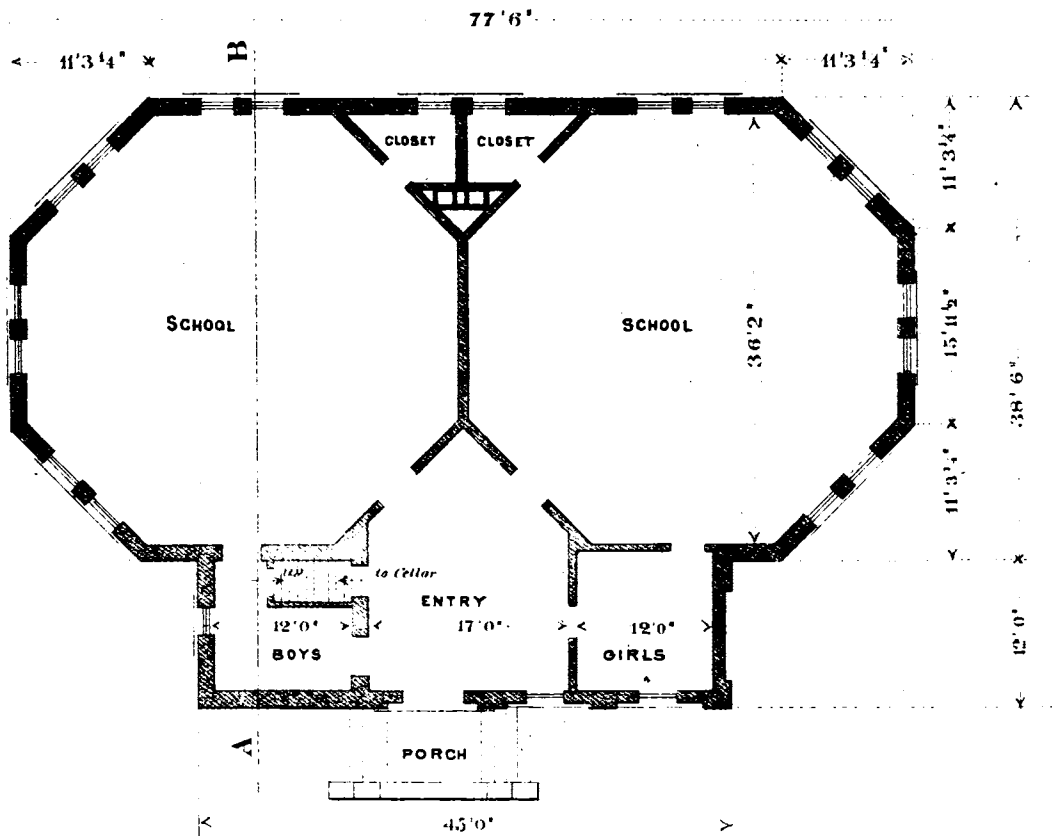 77'6"
B
11'3¼"
11'3¼"
CLOSET
CLOSET
11'3¼"
SCHOOL
SCHOOL
36'2"
15'11½"
38'6"
11'3¼"
UP
to Cellar
ENTRY
12'0"
17'0"
12'0"
12'0"
BOYS
GIRLS
A
PORCH
45'0"